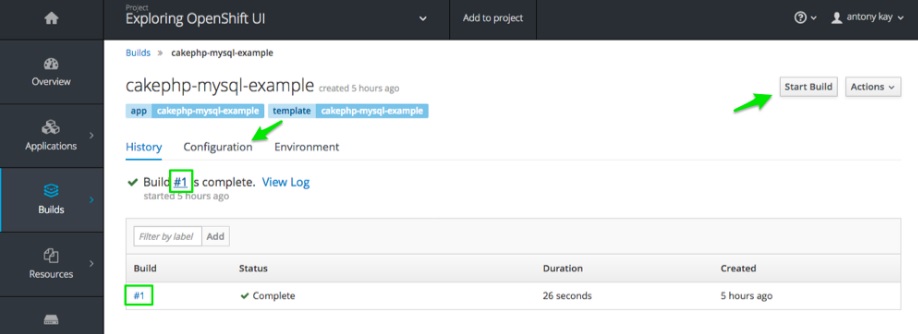 Project
Exploring OpenShift UI
Add to project
antony kay
Overview
Applications
Builds
Resources
Builds » cakephp-mysql-example
cakephp-mysql-example created 5 hours ago
Start Build
Actions
app cakephp-mysql-example template cakephp-mysql-example
History Configuration Environment
Build #1 is complete. View Log
started 5 hours ago
Filter by label Add
Build Status Duration Created
#1 Complete 26 seconds 5 hours ago